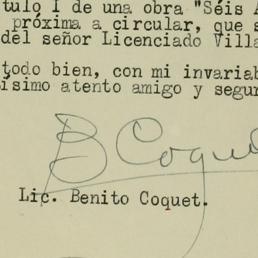 tulo I de una obra "Séis A
próxima a circular, que s
del señor Licenciado Villa
todo bien, con mi invariab
ísimo atento amigo y segur
B Coque
Lic. Benito Coquet.